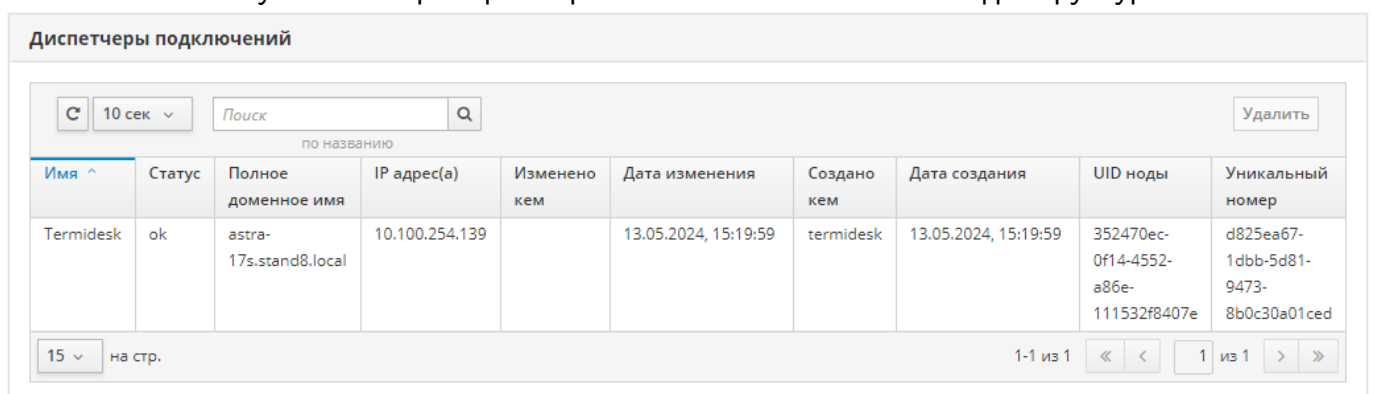 Диспетчеры подключений
10 сек
Поиск
Удалить
по названию
Имя Статус Полное IP адрес(а) Изменено Дата изменения Создано Дата создания UID ноды Уникальный
доменное имя кем кем номер
Termidesk ok astra- 10.100.254.139 13.05.2024, 15:19:59 termidesk 13.05.2024, 15:19:59 352470ec- d825ea67-
17s.stand8.local 0f14-4552- 1dbb-5d81-
a86e- 9473-
111532f8407e 8b0c30a01ced
15 на стр. 1-1 из 1 « < 1 из 1 > »